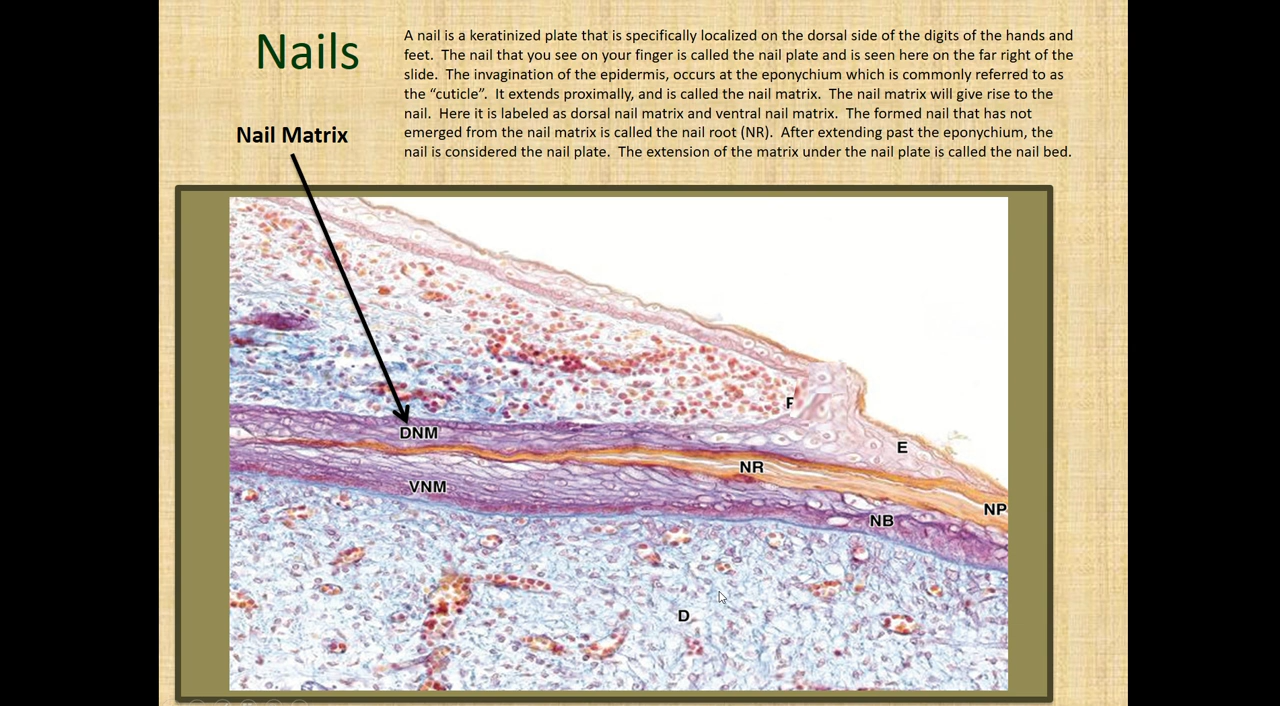 Nails
A nail is a keratinized plate that is specifically localized on the dorsal side of the digits of the hands and
feet. The nail that you see on your finger is called the nail plate and is seen here on the far right of the
slide. The invagination of the epidermis, occurs at the eponychium which is commonly referred to as
the “cuticle”. It extends proximally, and is called the nail matrix. The nail matrix will give rise to the
nail. Here it is labeled as dorsal nail matrix and ventral nail matrix. The formed nail that has not
emerged from the nail matrix is called the nail root (NR). After extending past the eponychium, the
nail is considered the nail plate. The extension of the matrix under the nail plate is called the nail bed.
Nail Matrix
F
DNM
E
NR
VNM
NP
NB
D